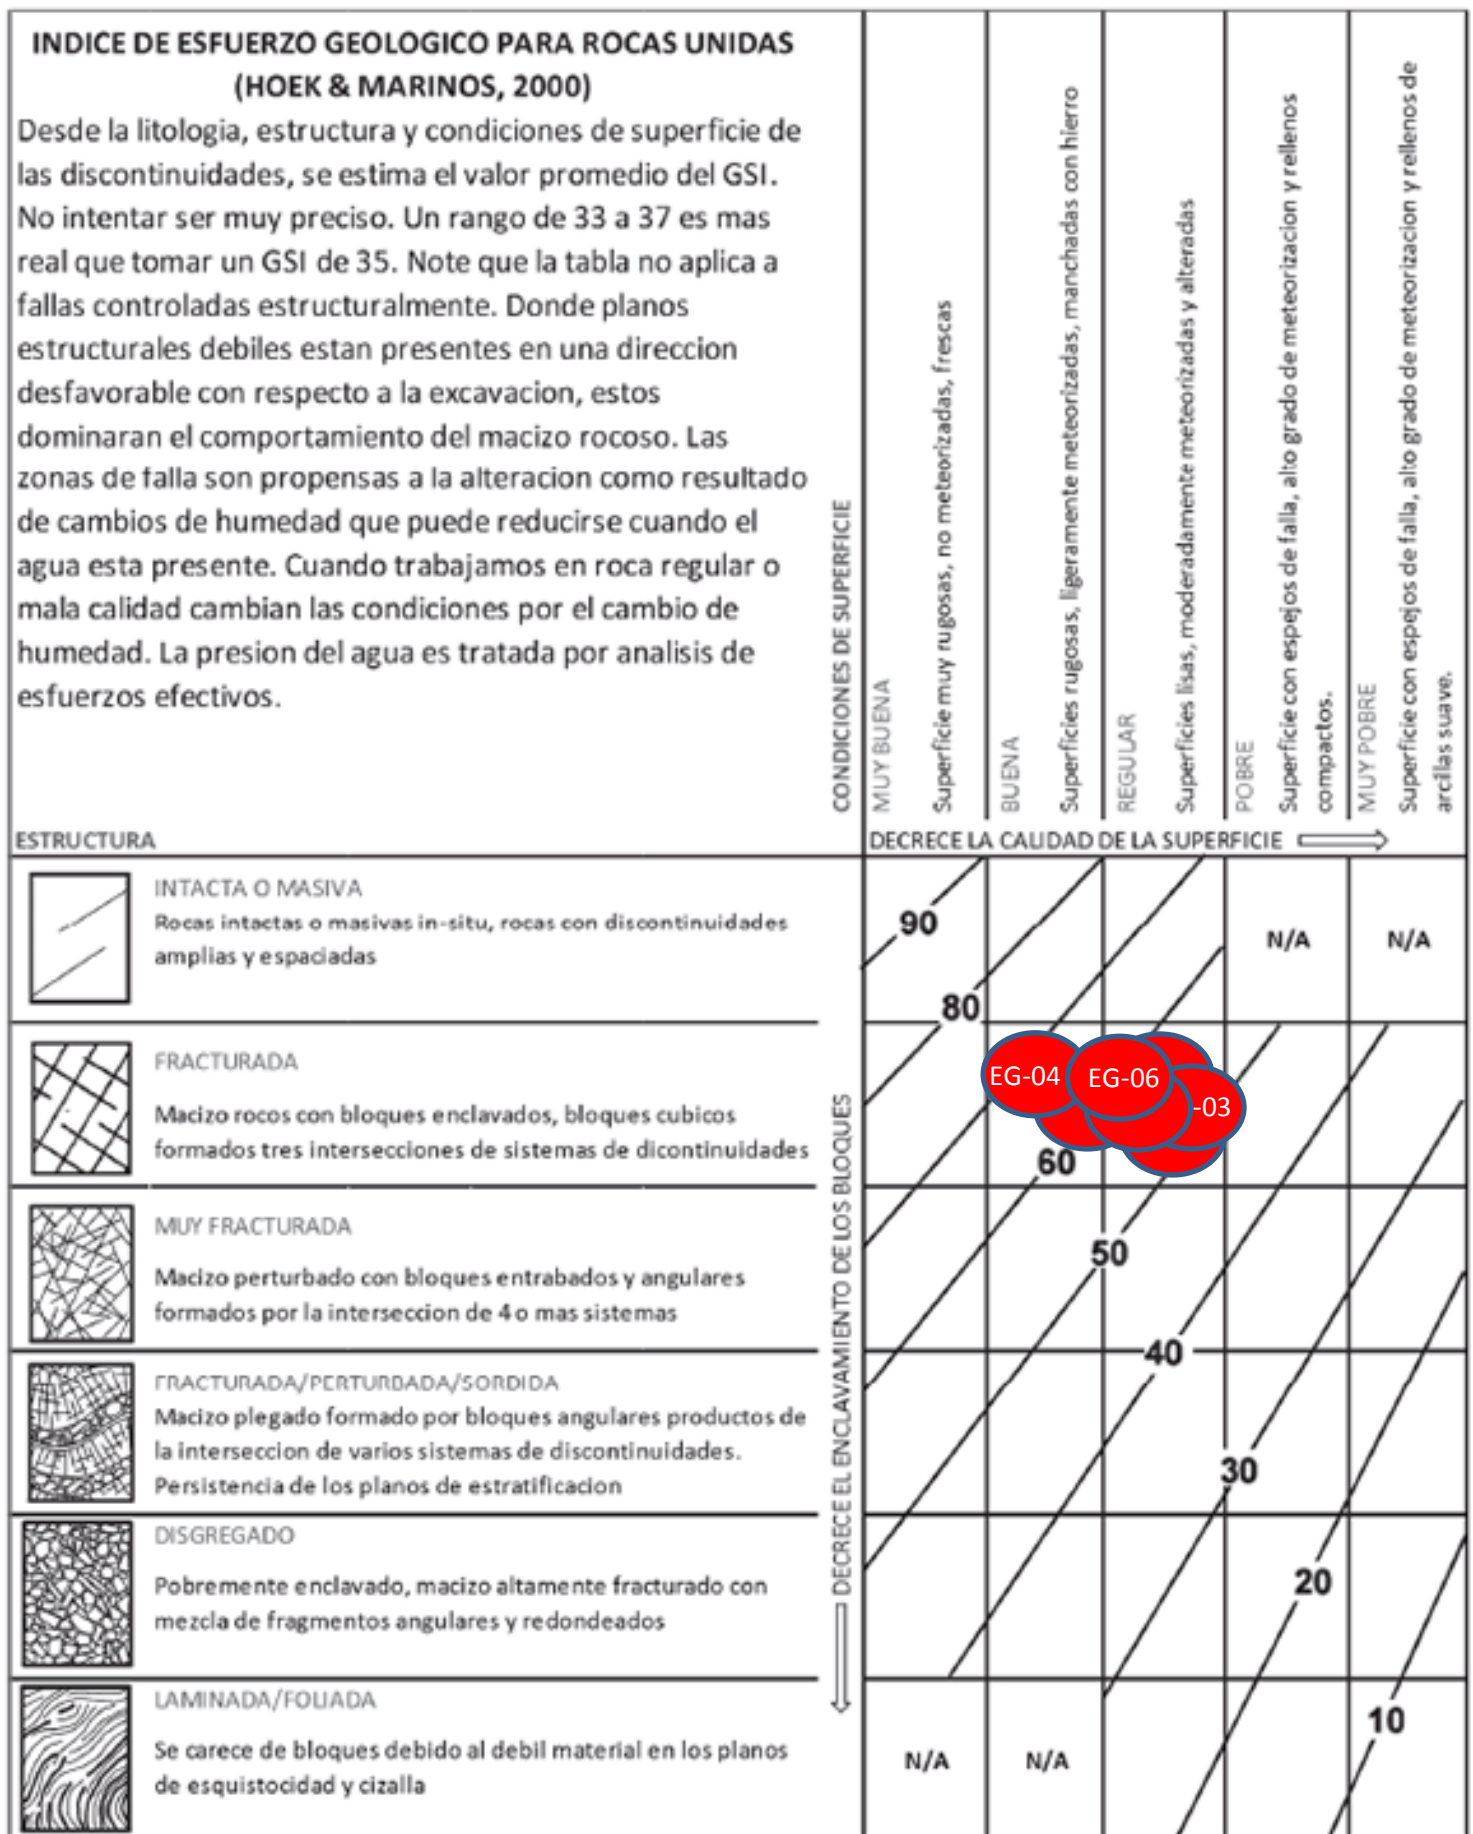 INDICE DE ESFUERZO GEOLOGICO PARA ROCAS UNIDAS
(HOEK & MARINOS, 2000)
Desde la litologia, estructura y condiciones de superficie de
las discontinuidades, se estima el valor promedio del GSI.
No intentar ser muy preciso. Un rango de 33 a 37 es mas
real que tomar un GSI de 35. Note que la tabla no aplica a
fallas controladas estructuralmente. Donde planos
estructurales debiles estan presentes en una direccion
desfavorable con respecto a la excavacion, estos
dominaran el comportamiento del macizo rocoso. Las
zonas de falla son propensas a la alteracion como resultado
de cambios de humedad que puede reducirse cuando el
agua esta presente. Cuando trabajamos en roca regular o
mala calidad cambian las condiciones por el cambio de
humedad. La presion del agua es tratada por analisis de
esfuerzos efectivos.
CONDICIONES DE SUPERFICIE
MUY BUENA
Superficie muy rugosas, no meteorizadas, frescas
BUENA
Superficies rugosas, ligeramente meteorizadas, manchadas con hierro
REGULAR
Superficies lisas, moderadamente meteorizadas y alteradas
POBRE
Superficie con espejos de falla, alto grado de meteorizacion y rellenos
compactos.
MUY POBRE
Superficie con espejos de falla, alto grado de meteorizacion y rellenos de
arcillas suave.
ESTRUCTURA
DECRECE LA CALIDAD DE LA SUPERFICIE
DECRECE EL ENCLAVAMIENTO DE LOS BLOQUES
INTACTA O MASIVA
Rocas intactas o masivas in-situ, rocas con discontinuidades
amplias y espaciadas
90
N/A
N/A
80
FRACTURADA
Macizo rocos con bloques enclavados, bloques cubicos
formados tres intersecciones de sistemas de dicontinuidades
EG-04
EG-06
-03
60
MUY FRACTURADA
Macizo perturbado con bloques entrabados y angulares
formados por la interseccion de 4 o mas sistemas
50
40
FRACTURADA/PERTURBADA/SORDIDA
Macizo plegado formado por bloques angulares productos de
la interseccion de varios sistemas de discontinuidades.
Persistencia de los planos de estratificacion
30
DISGREGADO
Pobremente enclavado, macizo altamente fracturado con
mezcla de fragmentos angulares y redondeados
20
LAMINADA/FOLIADA
Se carece de bloques debido al debil material en los planos
de esquistocidad y cizalla
N/A
N/A
10